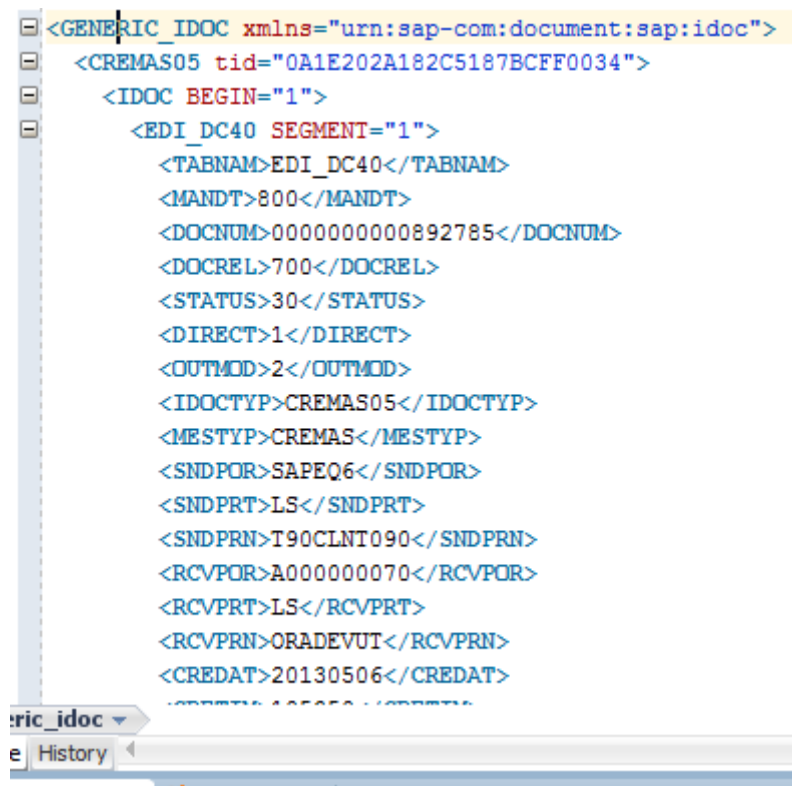 <GENERIC_IDOC xmlns="urn:sap-com:document:sap:idoc">
<CREMAS05 tid="0A1E202A182C5187BCFF0034">
<IDOC BEGIN="1">
<EDI_DC40 SEGMENT="1">
<TABNAM>EDI_DC40</TABNAM>
<MANDT>800</MANDT>
<DOCNUM>0000000000892785</DOCNUM>
<DOCREL>700</DOCREL>
<STATUS>30</STATUS>
<DIRECT>1</DIRECT>
<OUTMOD>2</OUTMOD>
<IDOCTYP>CREMAS05</IDOCTYP>
<MESTYP>CREMAS</MESTYP>
<SNDPOR>SAPEQ6</SNDPOR>
<SNDPRT>LS</SNDPRT>
<SNDPRN>T90CLNT090</SNDPRN>
<RCVPOR>A000000070</RCVPOR>
<RCVPRT>LS</RCVPRT>
<RCVPRN>ORADEVUT</RCVPRN>
<CREDAT>20130506</CREDAT>
eric_idoc
e History